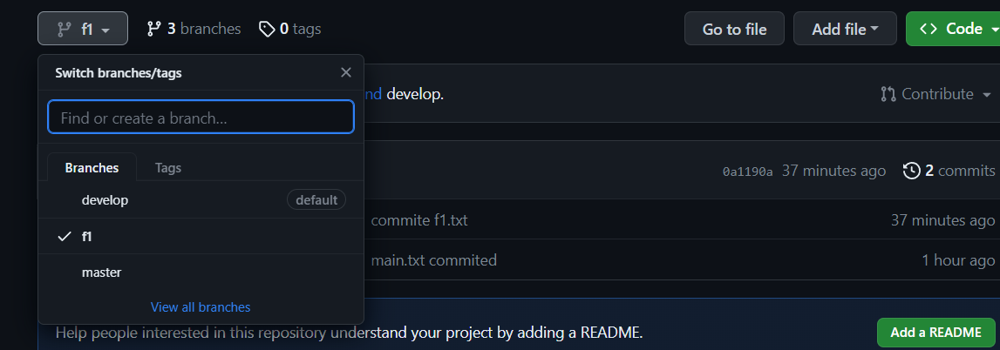 f1 3 branches 0 tags Go to file Add file Code
Switch branches/tags
nd develop. Contribute
Find or create a branch...
Branches Tags
0a1190a 37 minutes ago 2 commits
develop default
commite f1.txt 37 minutes ago
f1
main.txt commited 1 hour ago
master
View all branches
Help people interested in this repository understand your project by adding a README. Add a README